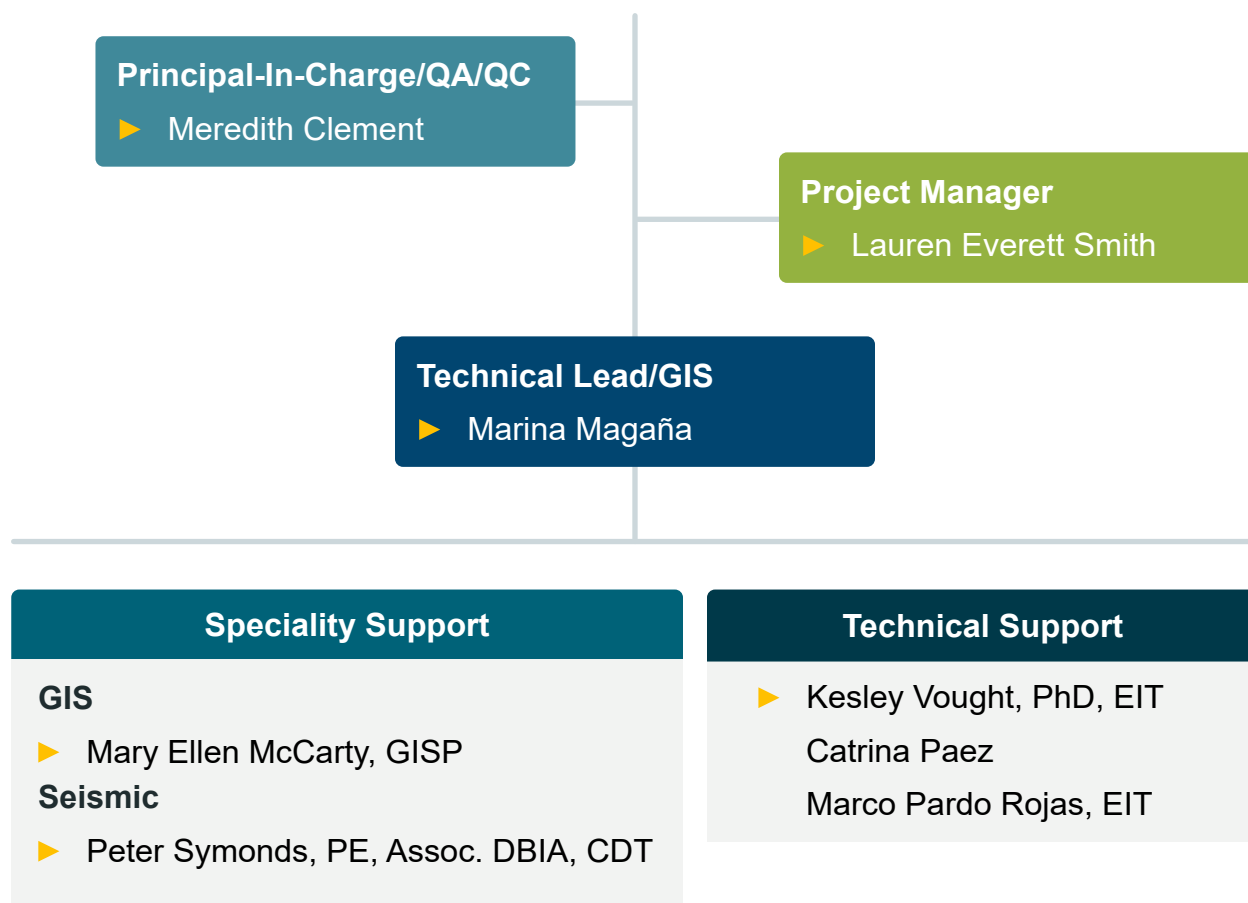 Principal-In-Charge/QA/QC
► Meredith Clement
Project Manager
► Lauren Everett Smith
Technical Lead/GIS
► Marina Magaña
Speciality Support
GIS
► Mary Ellen McCarty, GISP
Seismic
► Peter Symonds, PE, Assoc. DBIA, CDT
Technical Support
► Kesley Vought, PhD, EIT
Catrina Paez
Marco Pardo Rojas, EIT